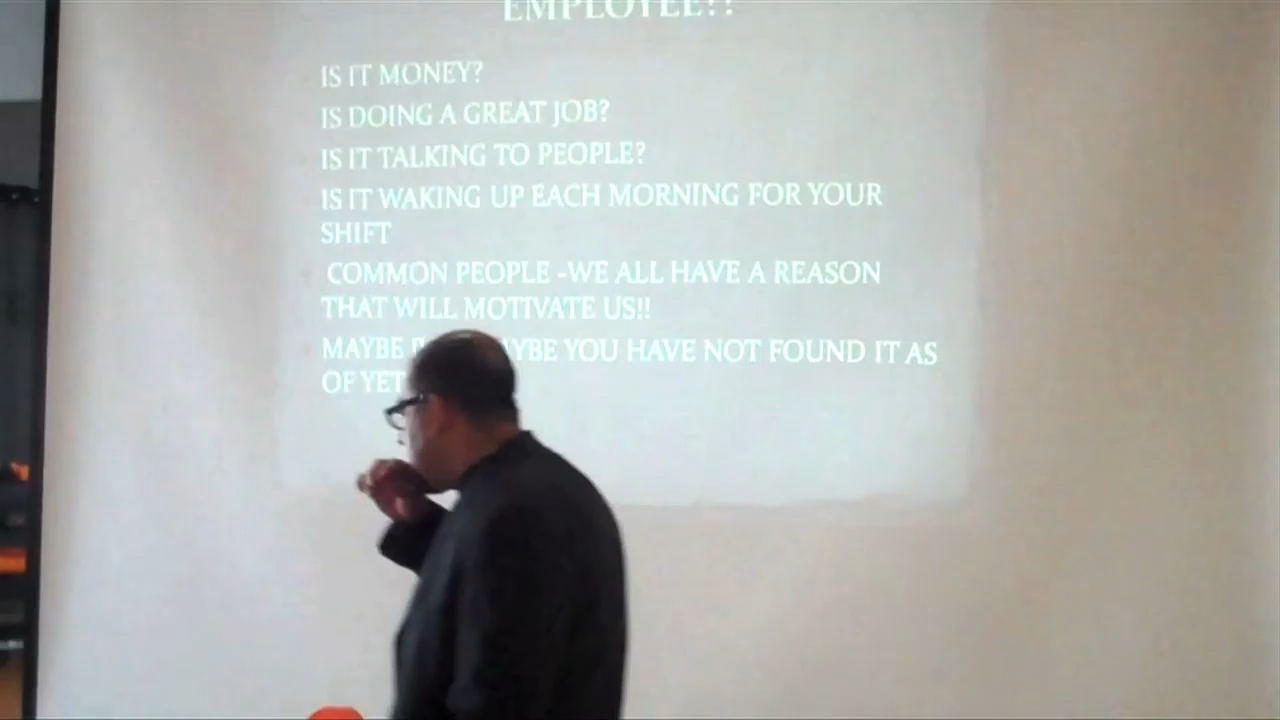 EMPLOYEE!?
IS IT MONEY?
IS DOING A GREAT JOB?
IS IT TALKING TO PEOPLE?
IS IT WAKING UP EACH MORNING FOR YOUR
SHIFT
COMMON PEOPLE -WE ALL HAVE A REASON
THAT WILL MOTIVATE US!!
MAYBE YOU HAVE NOT FOUND IT AS
OF YET